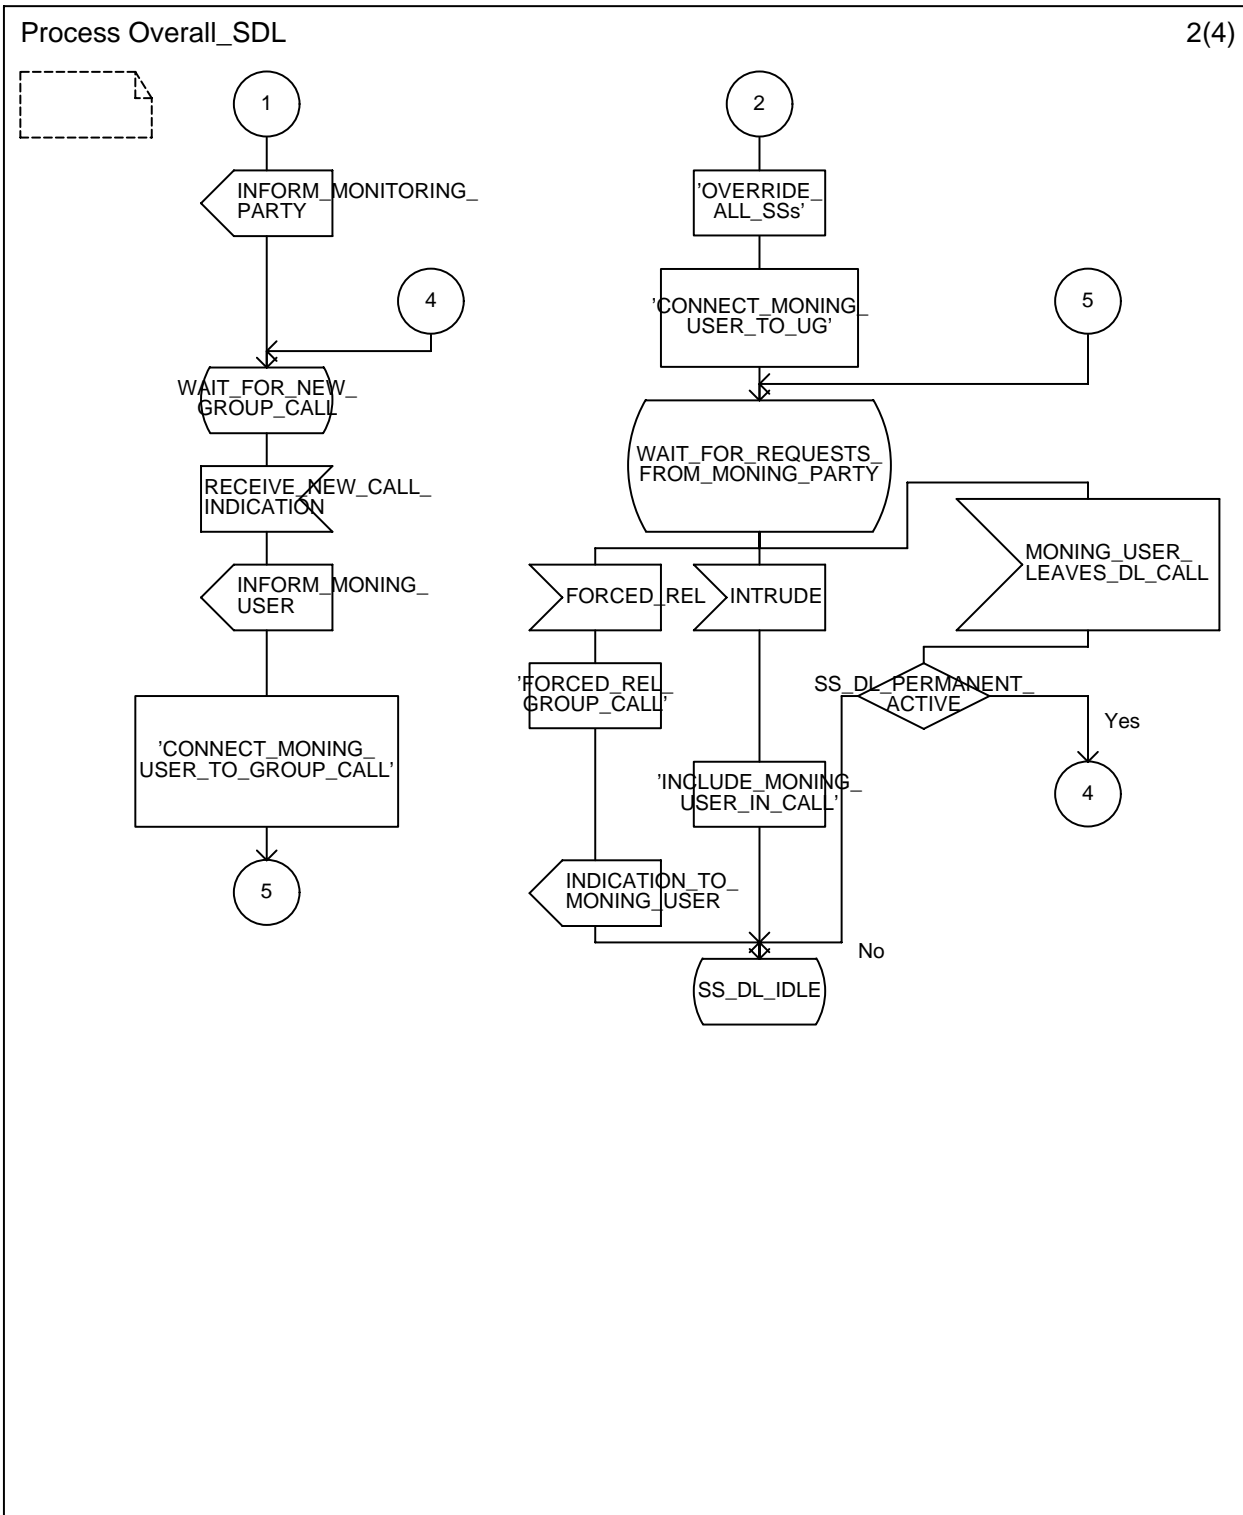 Process Overall_SDL
2(4)
1
INFORM_MONITORING_
PARTY
4
WAIT_FOR_NEW_
GROUP_CALL
RECEIVE_NEW_CALL_
INDICATION
INFORM_MONING_
USER
'CONNECT_MONING_
USER_TO_GROUP_CALL'
5
2
'OVERRIDE_
ALL_SSs'
'CONNECT_MONING_
USER_TO_UG'
5
WAIT_FOR_REQUESTS_
FROM_MONING_PARTY
FORCED_REL
INTRUDE
MONING_USER_
LEAVES_DL_CALL
'FORCED_REL_
GROUP_CALL'
SS_DL_PERMANENT_
ACTIVE
Yes
'INCLUDE_MONING_
USER_IN_CALL'
4
INDICATION_TO_
MONING_USER
No
SS_DL_IDLE